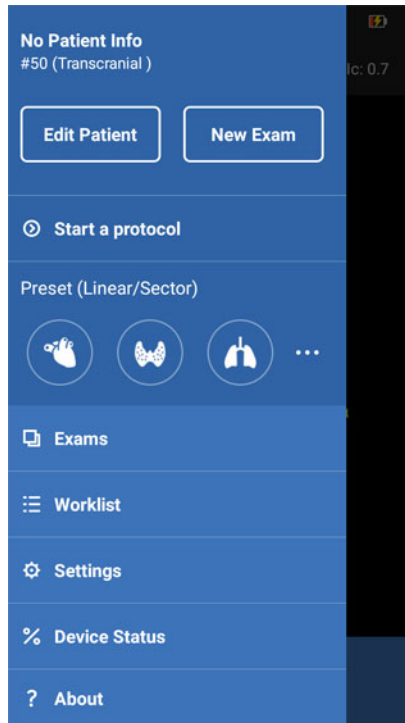 No Patient Info
#50 (Transcranial )
lc: 0.7
Edit Patient
New Exam
Start a protocol
Preset (Linear/Sector)
Exams
Worklist
Settings
Device Status
About